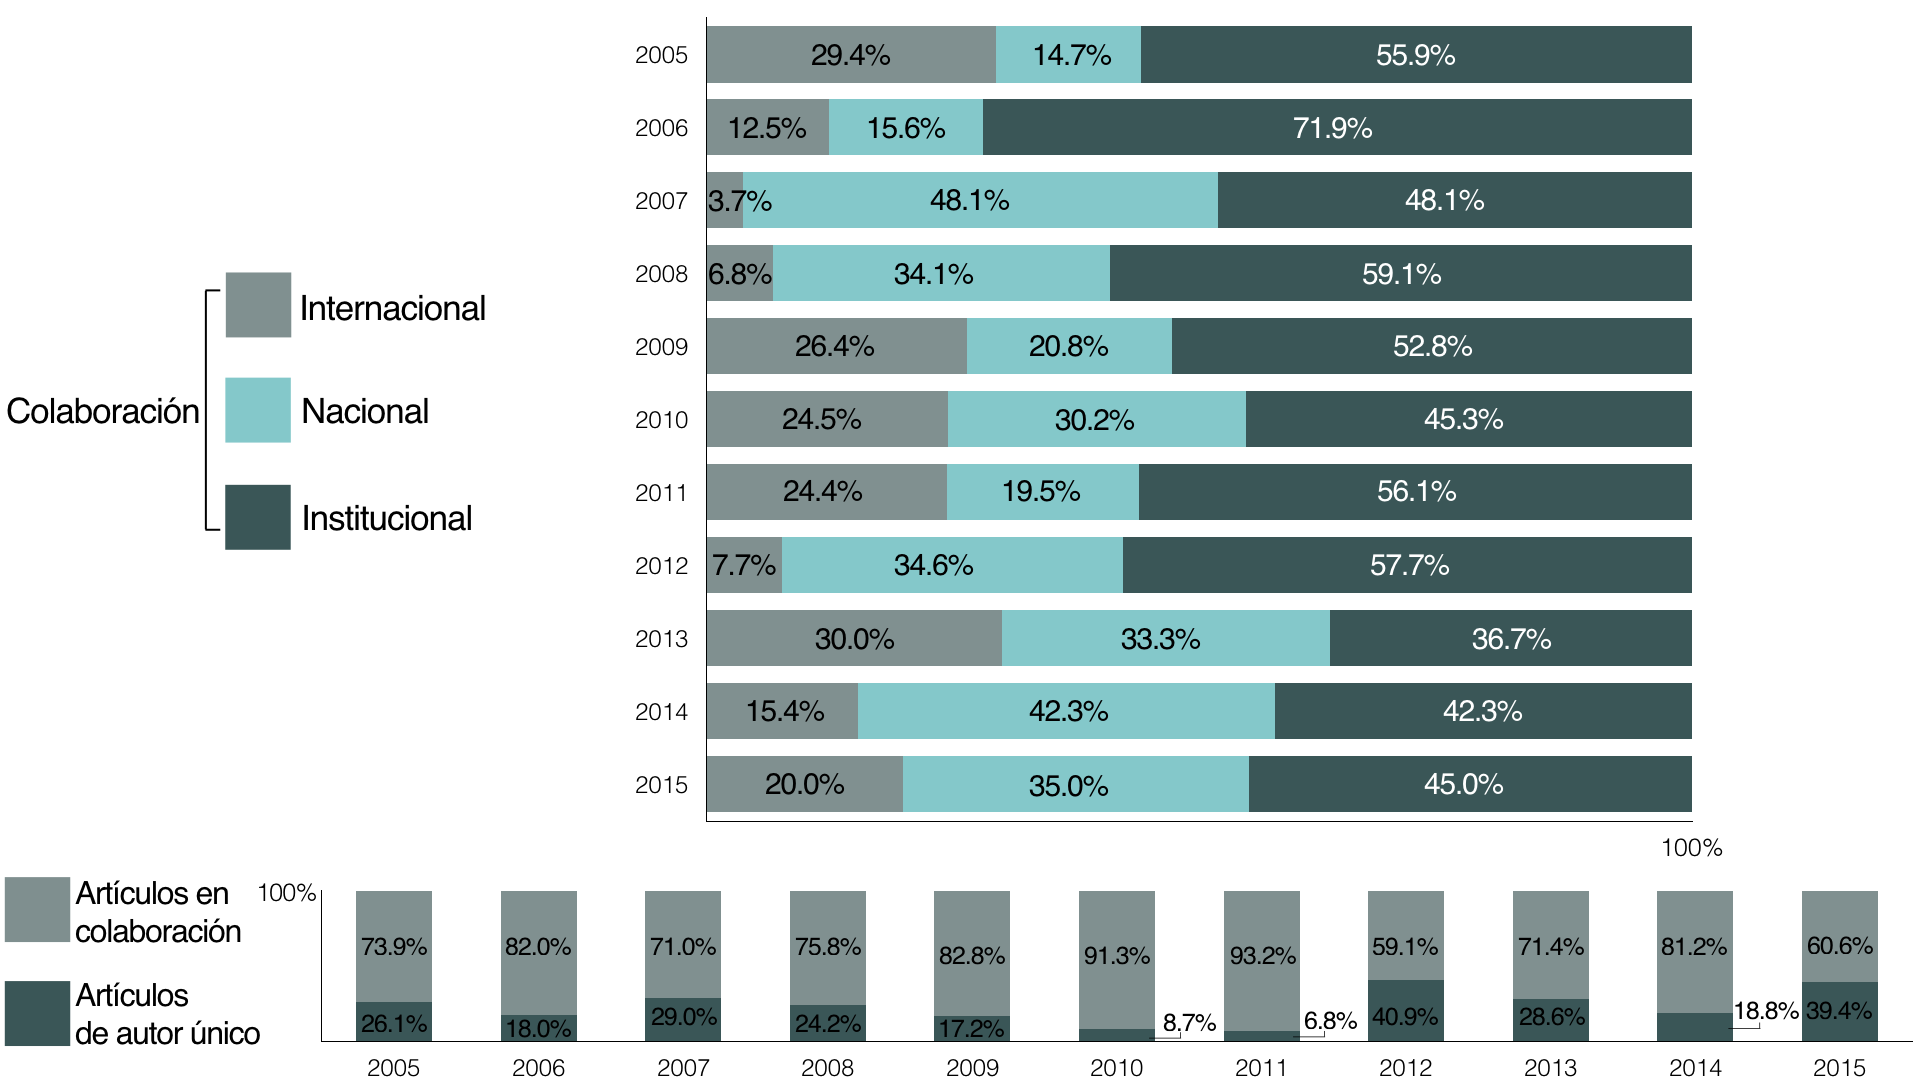 2005 29.4% 14.7% 55.9%
2006 12.5% 15.6% 71.9%
2007 3.7% 48.1% 48.1%
2008 6.8% 34.1% 59.1%
2009 26.4% 20.8% 52.8%
2010 24.5% 30.2% 45.3%
2011 24.4% 19.5% 56.1%
2012 7.7% 34.6% 57.7%
2013 30.0% 33.3% 36.7%
2014 15.4% 42.3% 42.3%
2015 20.0% 35.0% 45.0%
100%
Colaboración
Internacional
Nacional
Institucional
Artículos en
colaboración
Artículos
de autor único
100%
73.9% 82.0% 71.0% 75.8% 82.8% 91.3% 93.2% 59.1% 71.4% 81.2% 60.6%
26.1% 18.0% 29.0% 24.2% 17.2% 8.7% 6.8% 40.9% 28.6% 18.8% 39.4%
2005 2006 2007 2008 2009 2010 2011 2012 2013 2014 2015